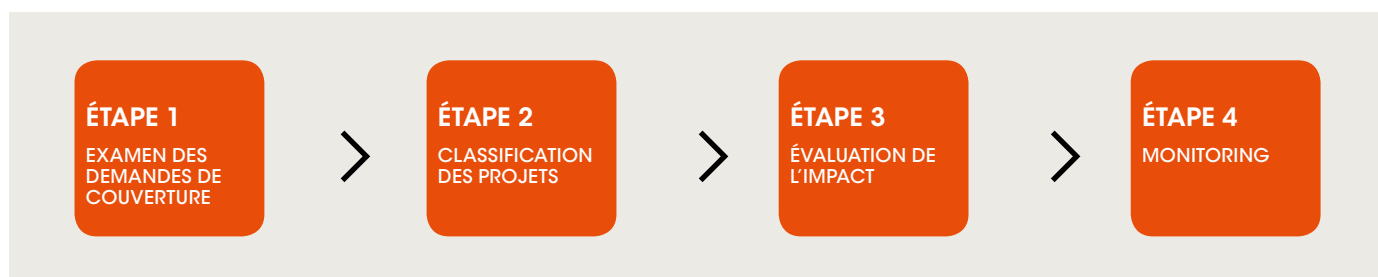 ÉTAPE 1
EXAMEN DES
DEMANDES DE
COUVERTURE
ÉTAPE 2
CLASSIFICATION
DES PROJETS
ÉTAPE 3
ÉVALUATION DE
L’IMPACT
ÉTAPE 4
MONITORING